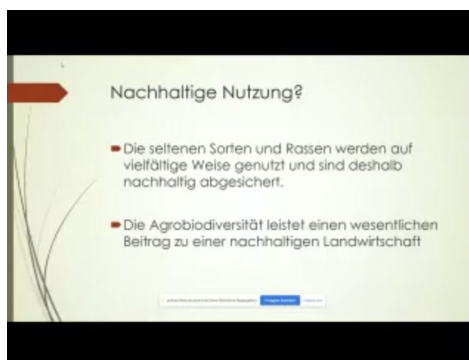 Nachhaltige Nutzung?
Die seltenen Sorten und Rassen werden auf
vielfältige Weise genutzt und sind deshalb
nachhaltig abgesichert.
Die Agrobiodiversität leistet einen wesentlichen
Beitrag zu einer nachhaltigen Landwirtschaft